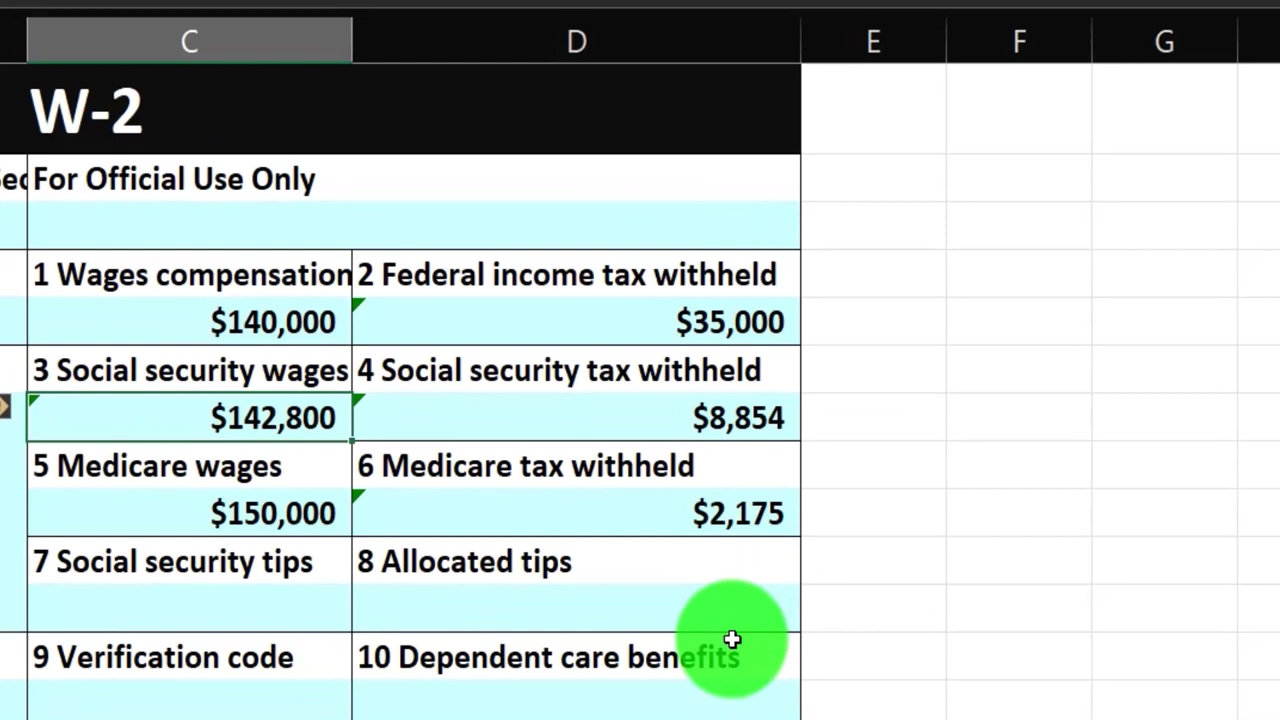 C D E F G
W-2
For Official Use Only
1 Wages compensation 2 Federal income tax withheld
$140,000 $35,000
3 Social security wages 4 Social security tax withheld
$142,800 $8,854
5 Medicare wages 6 Medicare tax withheld
$150,000 $2,175
7 Social security tips 8 Allocated tips
9 Verification code 10 Dependent care benefits